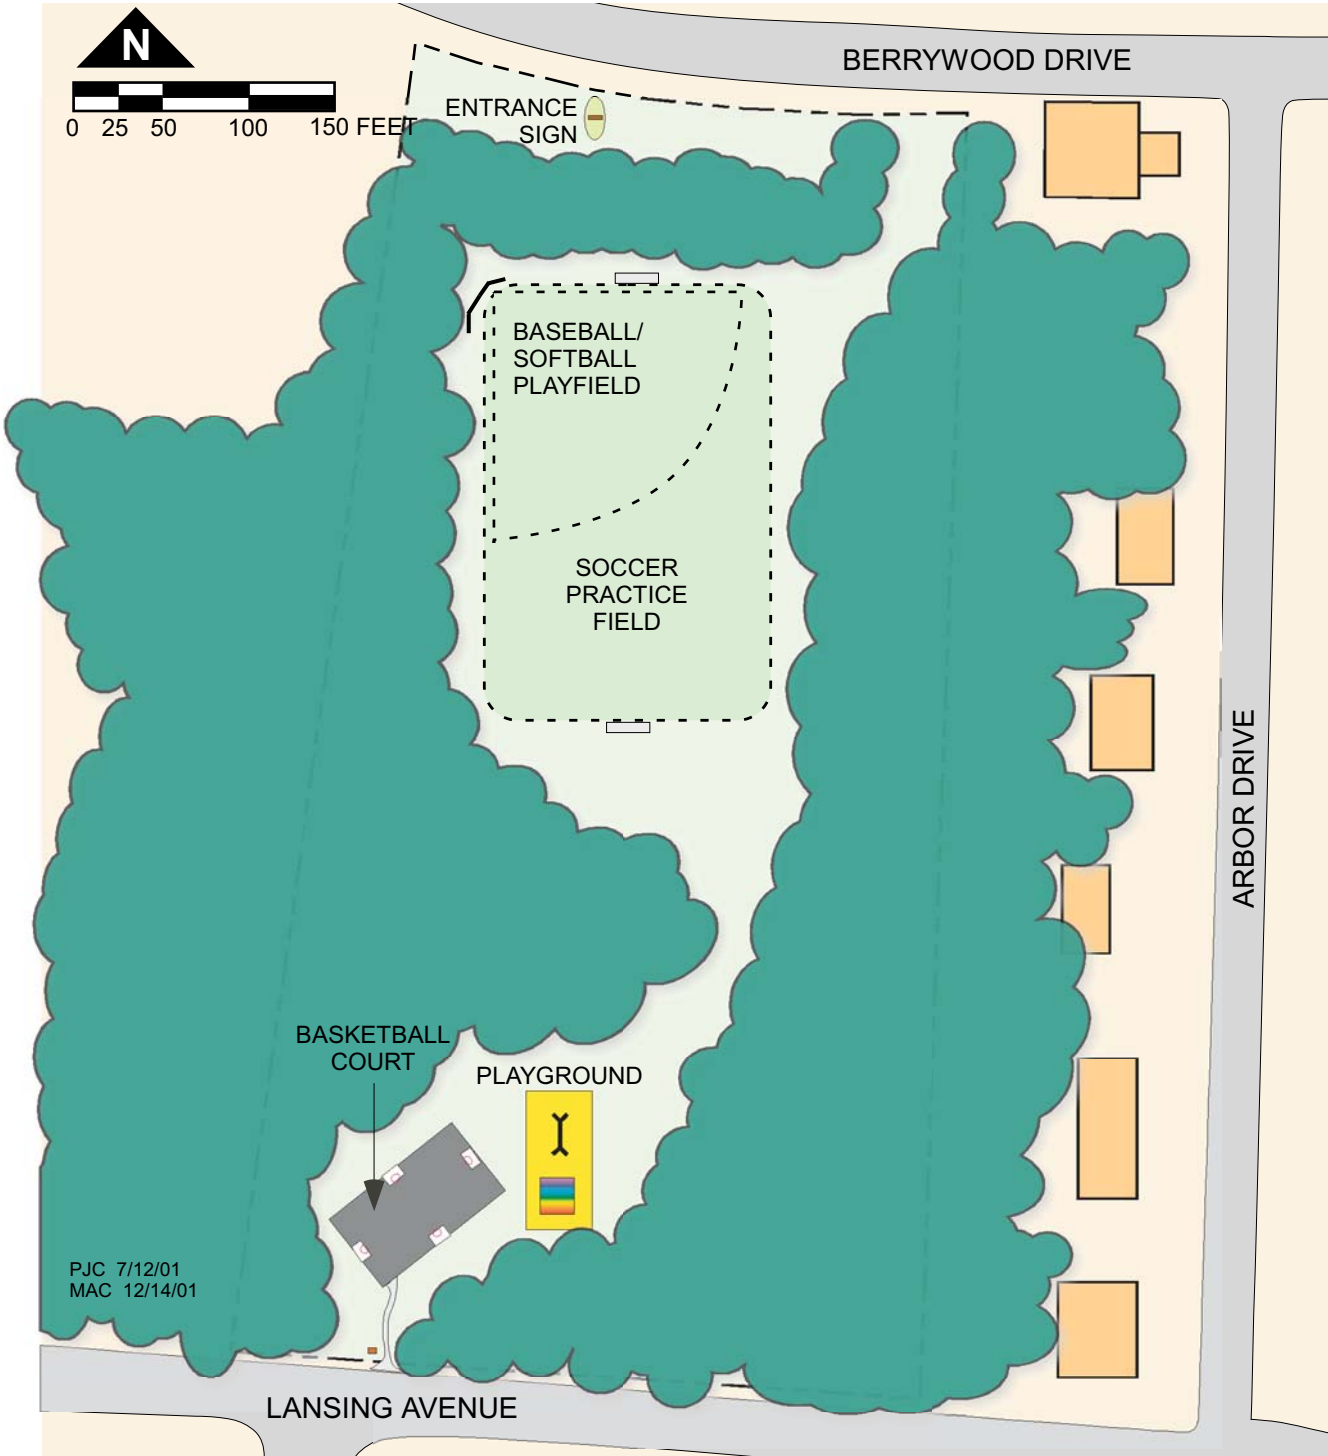 N
0 25 50 100 150 FEET
BERRYWOOD DRIVE
ENTRANCE
SIGN
BASEBALL/
SOFTBALL
PLAYFIELD
SOCCER
PRACTICE
FIELD
ARBOR DRIVE
BASKETBALL
COURT
PLAYGROUND
PJC 7/12/01
MAC 12/14/01
LANSING AVENUE